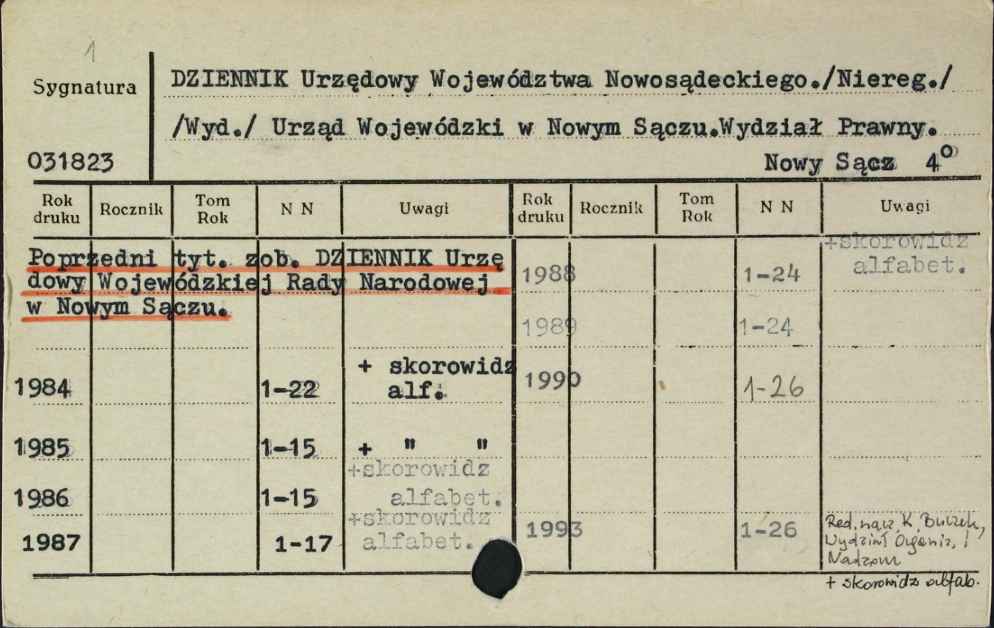 1
Sygnatura
DZIENNIK Urzędowy Województwa Nowosądeckiego./Niereg./
/Wyd./ Urząd Wojewódzki w Nowym Sączu.Wydział Prawny.
031823
Nowy Sącz 4°
Rok druku Rocznik Tom Rok N N Uwagi Rok druku Rocznik Tom Rok N N Uwagi
Poprzedni tyt. zob. DZIENNIK Urzę
dowy Wojewódzkiej Rady Narodowej
w Nowym Sączu.
1984 1-22 + skorowidz
alf.
1985 1-15 + " "
1986 1-15 +skorowidz
alfabet.
1987 1-17 +skorowidz
alfabet.
1988 1-24 +skorowidz
alfabet.
1989 1-24
1990 1-26
1993 1-26 Red. nacz. K. Buczek,
Wydział Organiz. i
Nadzoru
+ skorowidz alfab.